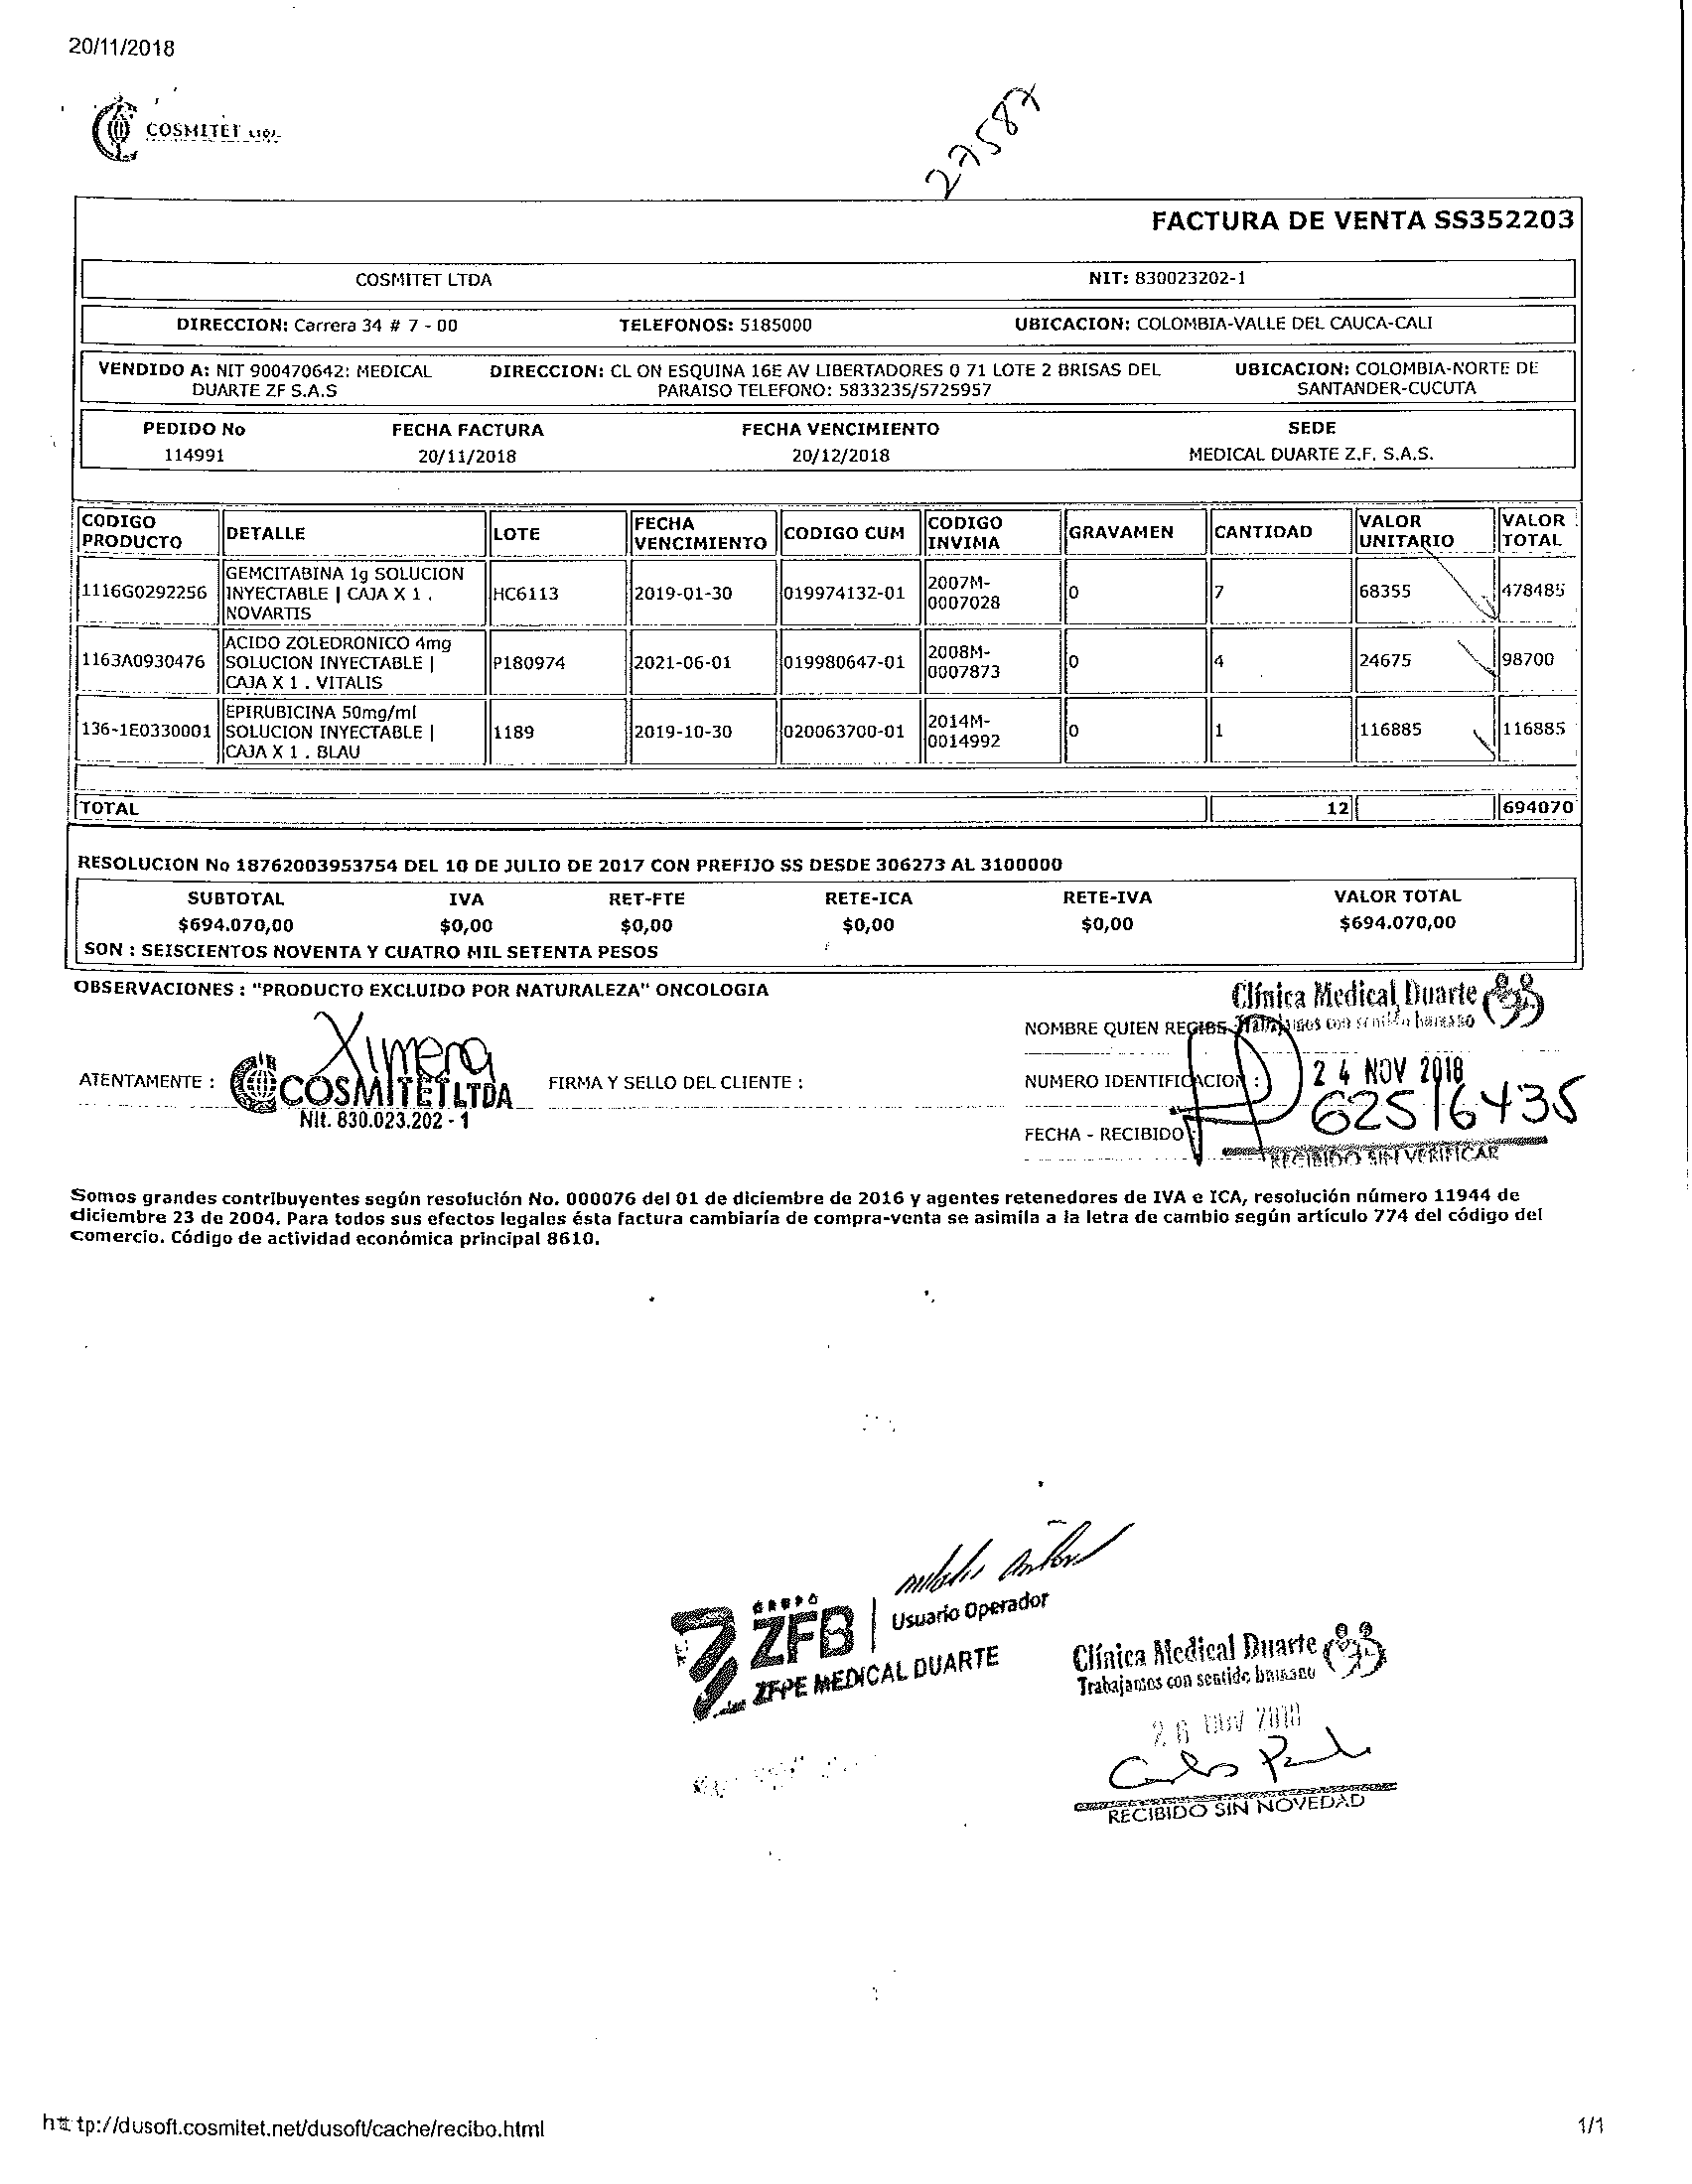 20/11/2018
COSMITET LTDA.
27587
FACTURA DE VENTA SS352203
COSMITET LTDA NIT: 830023202-1
DIRECCION: Carrera 34 # 7 - 00 TELEFONOS: 5185000 UBICACION: COLOMBIA-VALLE DEL CAUCA-CALI
VENDIDO A: NIT 900470642: MEDICAL DIRECCION: CL ON ESQUINA 16E AV LIBERTADORES 0 71 LOTE 2 BRISAS DEL UBICACION: COLOMBIA-NORTE DE
DUARTE ZF S.A.S PARAISO TELEFONO: 5833235/5725957 SANTANDER-CUCUTA
PEDIDO No FECHA FACTURA FECHA VENCIMIENTO SEDE
114991 20/11/2018 20/12/2018 MEDICAL DUARTE Z.F. S.A.S.
CODIGO PRODUCTO DETALLE LOTE FECHA VENCIMIENTO CODIGO CUM CODIGO INVIMA GRAVAMEN CANTIDAD VALOR UNITARIO VALOR TOTAL
1116G0292256 GEMCITABINA 1g SOLUCION INYECTABLE | CAJA X 1 . NOVARTIS HC6113 2019-01-30 019974132-01 2007M-0007028 0 7 68355 478485
1163A0930476 ACIDO ZOLEDRONICO 4mg SOLUCION INYECTABLE | CAJA X 1 . VITALIS P180974 2021-06-01 019980647-01 2008M-0007873 0 4 24675 98700
136-1E0330001 EPIRUBICINA 50mg/ml SOLUCION INYECTABLE | CAJA X 1 . BLAU 1189 2019-10-30 020063700-01 2014M-0014992 0 1 116885 116885
TOTAL 12 694070
RESOLUCION No 18762003953754 DEL 10 DE JULIO DE 2017 CON PREFIJO SS DESDE 306273 AL 3100000
SUBTOTAL IVA RET-FTE RETE-ICA RETE-IVA VALOR TOTAL
$694.070,00 $0,00 $0,00 $0,00 $0,00 $694.070,00
SON : SEISCIENTOS NOVENTA Y CUATRO MIL SETENTA PESOS
OBSERVACIONES : "PRODUCTO EXCLUIDO POR NATURALEZA" ONCOLOGIA
Clínica Medical Duarte
Trabajamos con sentido humano
NOMBRE QUIEN RECIBE
Ximena
ATENTAMENTE : COSMITET LTDA FIRMA Y SELLO DEL CLIENTE : NUMERO IDENTIFICACION : 24 NOV 2018
Nit. 830.023.202 - 1
62516435
FECHA - RECIBIDO :
RECIBIDO SIN VERIFICAR
Somos grandes contribuyentes según resolución No. 000076 del 01 de diciembre de 2016 y agentes retenedores de IVA e ICA, resolución número 11944 de
diciembre 23 de 2004. Para todos sus efectos legales ésta factura cambiaría de compra-venta se asimila a la letra de cambio según artículo 774 del código del
comercio. Código de actividad económica principal 8610.
GRUPO
ZFB Usuario Operador
ZFPE MEDICAL DUARTE
Clínica Medical Duarte
Trabajamos con sentido humano
26 NOV 2018
RECIBIDO SIN NOVEDAD
htt tp://dusoft.cosmitet.net/dusoft/cache/recibo.html 1/1